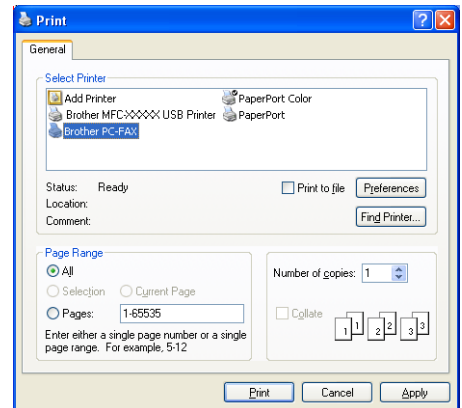 Print
General
Select Printer
Add Printer
PaperPort Color
Brother MFC-XXXXX USB Printer
PaperPort
Brother PC-FAX
Status: Ready
Print to file
Preferences
Location:
Comment:
Find Printer...
Page Range
All
Selection
Current Page
Pages: 1-65535
Enter either a single page number or a single
page range. For example, 5-12
Number of copies: 1
Collate
1 1 2 2 3 3
Print
Cancel
Apply